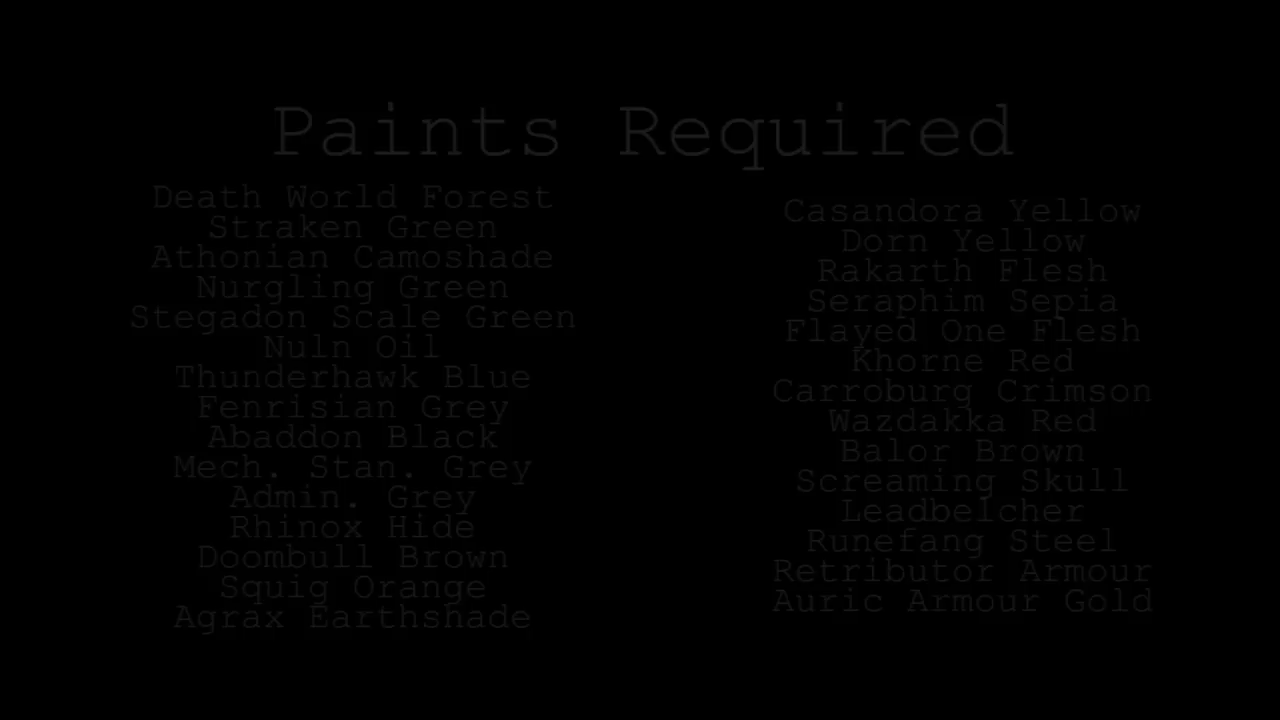 Paints Required
Death World Forest
Straken Green
Athonian Camoshade
Nurgling Green
Stegadon Scale Green
Nuln Oil
Thunderhawk Blue
Fenrisian Grey
Abaddon Black
Mech. Stan. Grey
Admin. Grey
Rhinox Hide
Doombull Brown
Squig Orange
Agrax Earthshade
Casandora Yellow
Dorn Yellow
Rakarth Flesh
Seraphim Sepia
Flayed One Flesh
Khorne Red
Carroburg Crimson
Wazdakka Red
Balor Brown
Screaming Skull
Leadbelcher
Runefang Steel
Retributor Armour
Auric Armour Gold